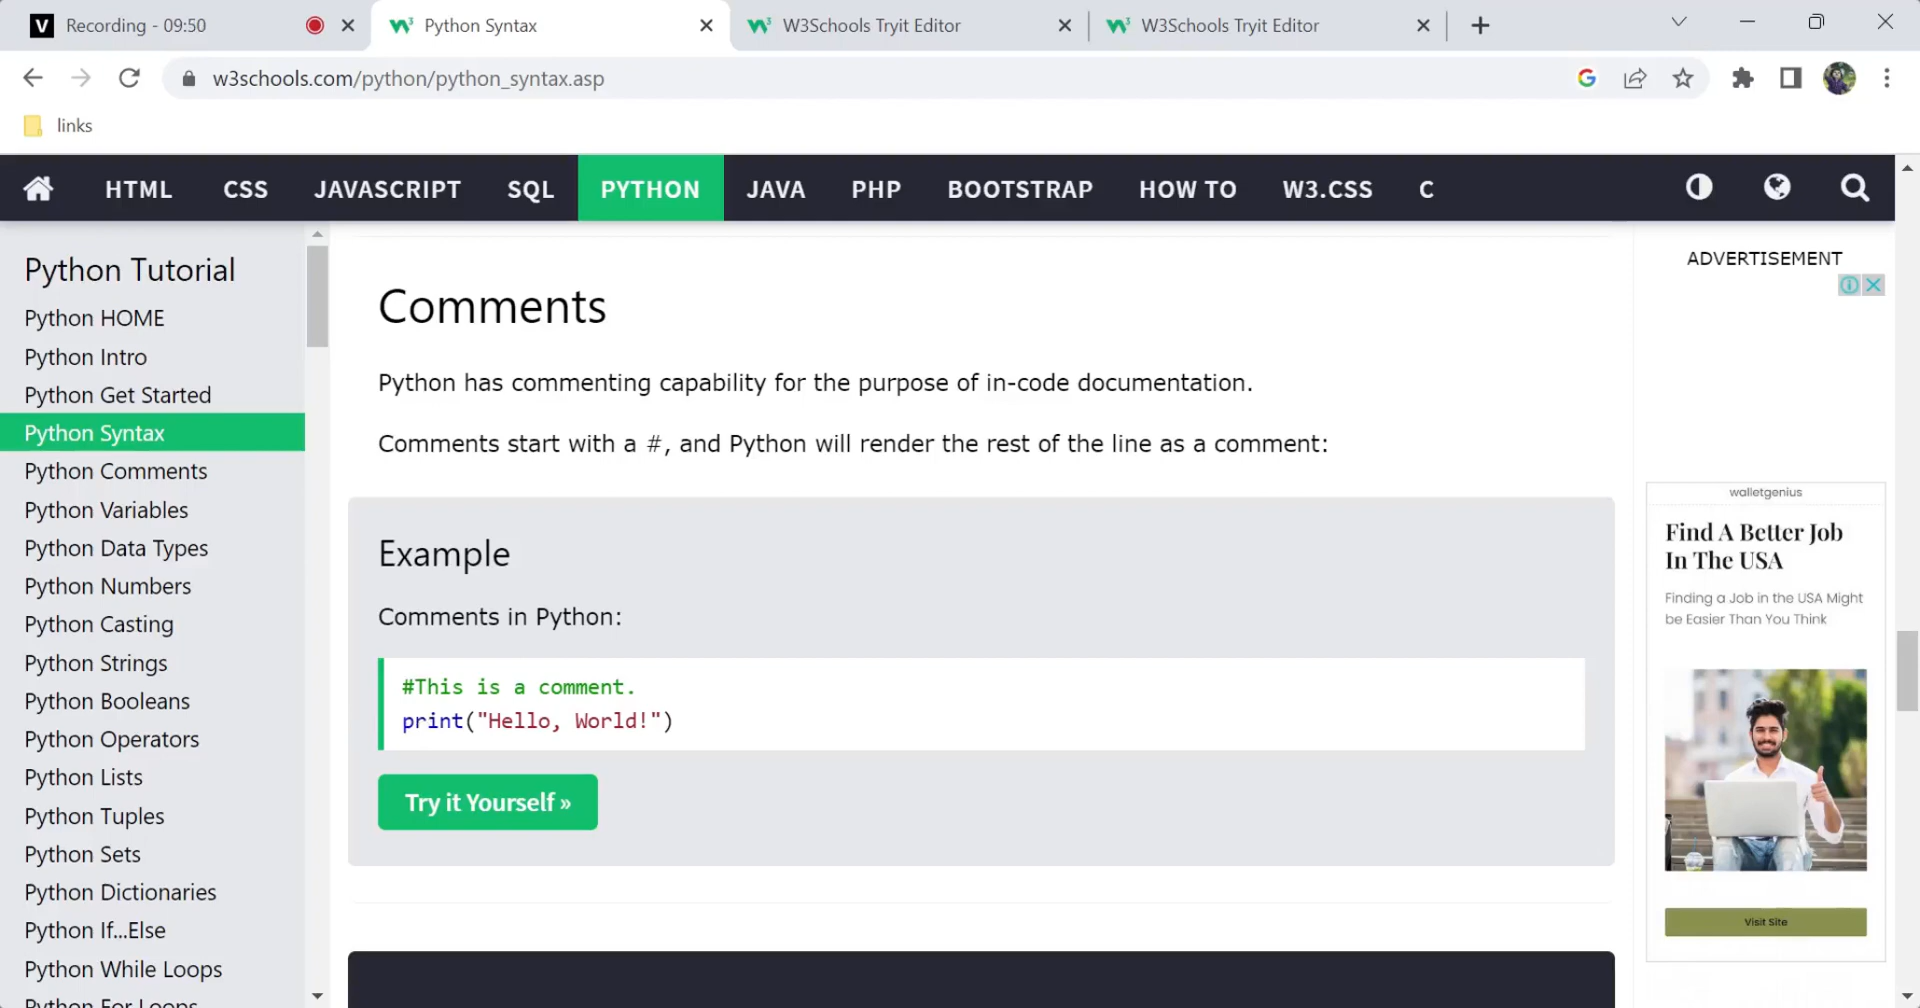 Recording - 09:50
Python Syntax
W3Schools Tryit Editor
W3Schools Tryit Editor
w3schools.com/python/python_syntax.asp
links
HTML CSS JAVASCRIPT SQL PYTHON JAVA PHP BOOTSTRAP HOW TO W3.CSS C
Python Tutorial
Python HOME
Python Intro
Python Get Started
Python Syntax
Python Comments
Python Variables
Python Data Types
Python Numbers
Python Casting
Python Strings
Python Booleans
Python Operators
Python Lists
Python Tuples
Python Sets
Python Dictionaries
Python If...Else
Python While Loops
Python For Loops
Comments
Python has commenting capability for the purpose of in-code documentation.
Comments start with a #, and Python will render the rest of the line as a comment:
Example
Comments in Python:
#This is a comment.
print("Hello, World!")
Try it Yourself »
ADVERTISEMENT
walletgenius
Find A Better Job
In The USA
Finding a Job in the USA Might
be Easier Than You Think
Visit Site